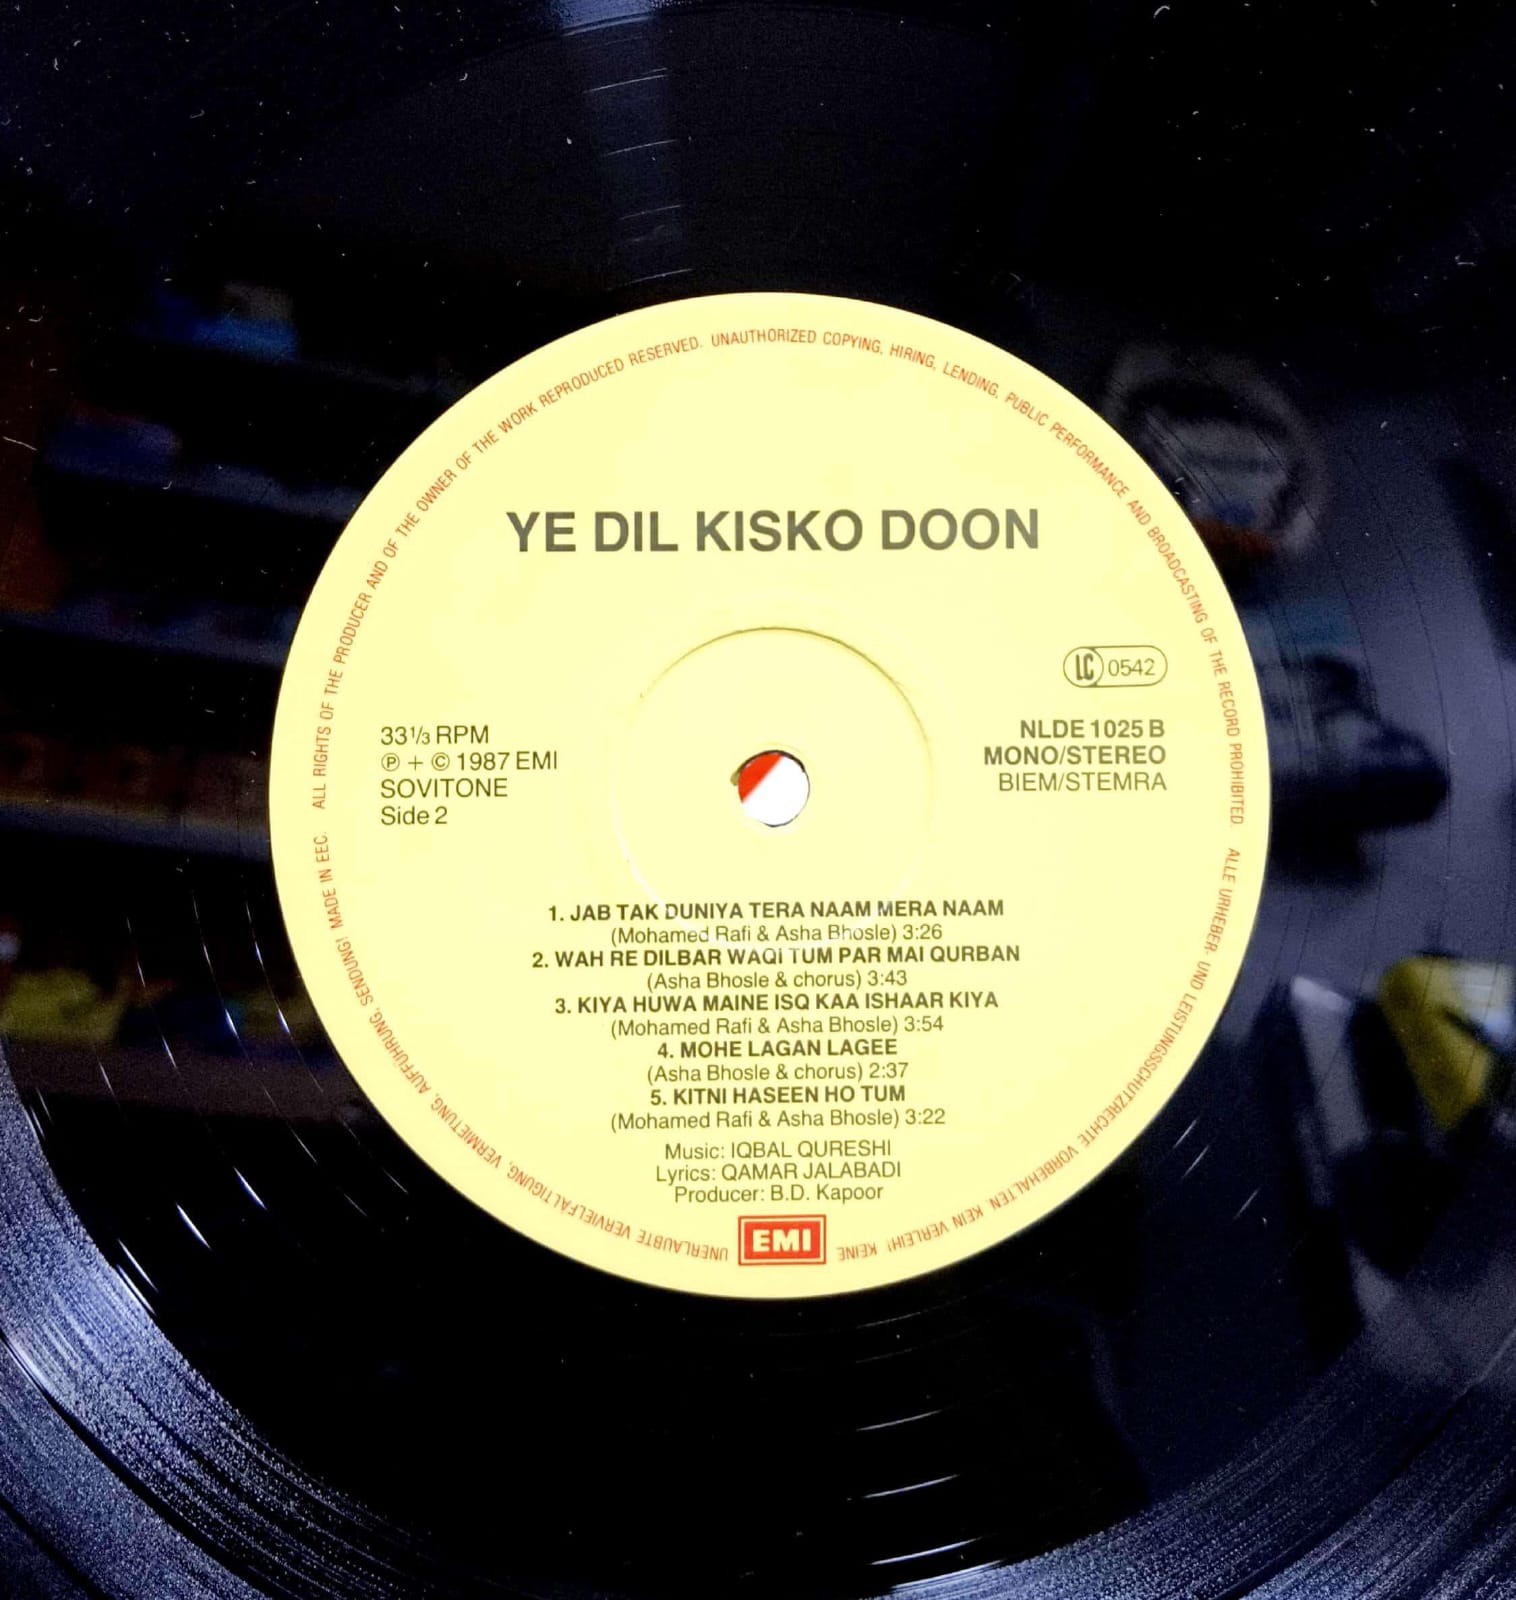 ALL RIGHTS OF THE PRODUCER AND OF THE OWNER OF THE WORK REPRODUCED RESERVED. UNAUTHORIZED COPYING, HIRING, LENDING, PUBLIC PERFORMANCE AND BROADCASTING OF THE RECORD PROHIBITED.
YE DIL KISKO DOON
LC 0542
33⅓ RPM
℗ + © 1987 EMI
SOVITONE
Side 2
NLDE 1025 B
MONO/STEREO
BIEM/STEMRA
1. JAB TAK DUNIYA TERA NAAM MERA NAAM
(Mohamed Rafi & Asha Bhosle) 3:26
2. WAH RE DILBAR WAQI TUM PAR MAI QURBAN
(Asha Bhosle & chorus) 3:43
3. KIYA HUWA MAINE ISQ KAA ISHAAR KIYA
(Mohamed Rafi & Asha Bhosle) 3:54
4. MOHE LAGAN LAGEE
(Asha Bhosle & chorus) 2:37
5. KITNI HASEEN HO TUM
(Mohamed Rafi & Asha Bhosle) 3:22
Music: IQBAL QURESHI
Lyrics: QAMAR JALABADI
Producer: B.D. Kapoor
EMI
ALLE URHEBER- UND LEISTUNGSSCHUTZRECHTE VORBEHALTEN. KEIN VERLEIH! KEINE UNERLAUBTE VERVIELFÄLTIGUNG, VERMIETUNG, AUFFÜHRUNG, SENDUNG! MADE IN EEC.